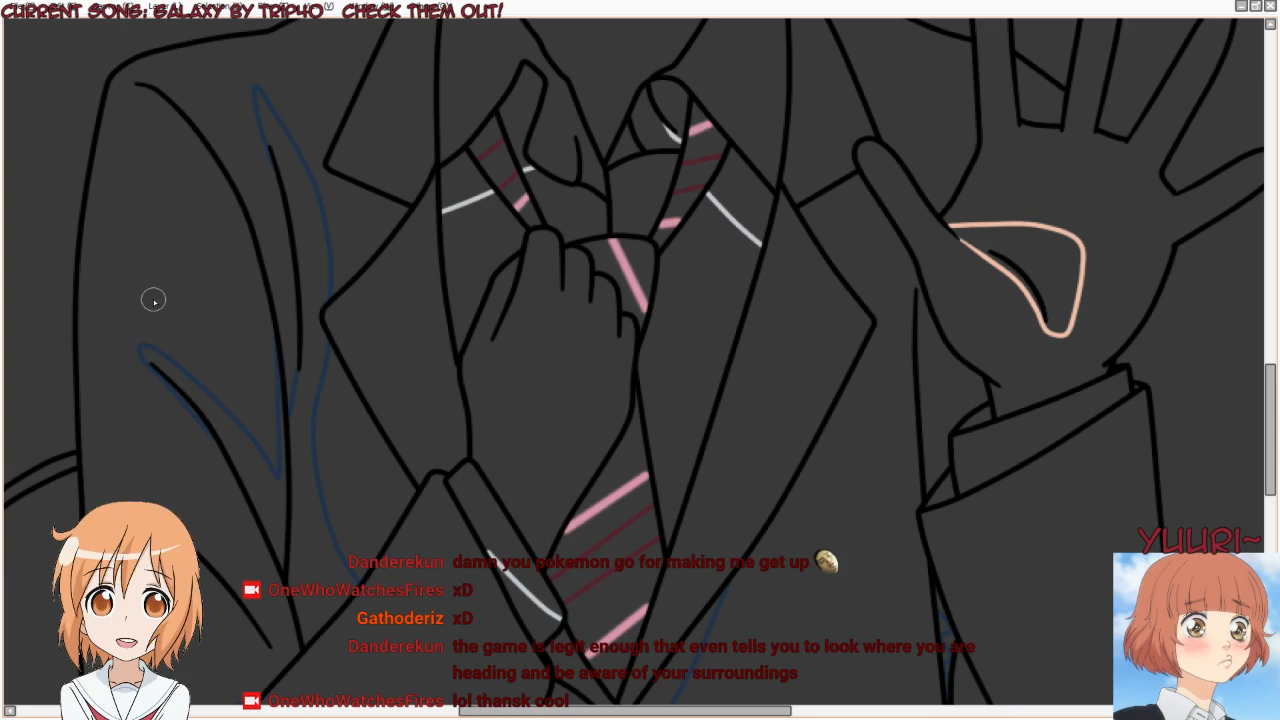 CURRENT SONG: GALAXY BY TRIP4O CHECK THEM OUT!
YUURI~
Danderekun damn you pokemon go for making me get up
OneWhoWatchesFires xD
Gathoderiz xD
Danderekun the game is legit enough that even tells you to look where you are
heading and be aware of your surroundings
OneWhoWatchesFires lol thansk cool